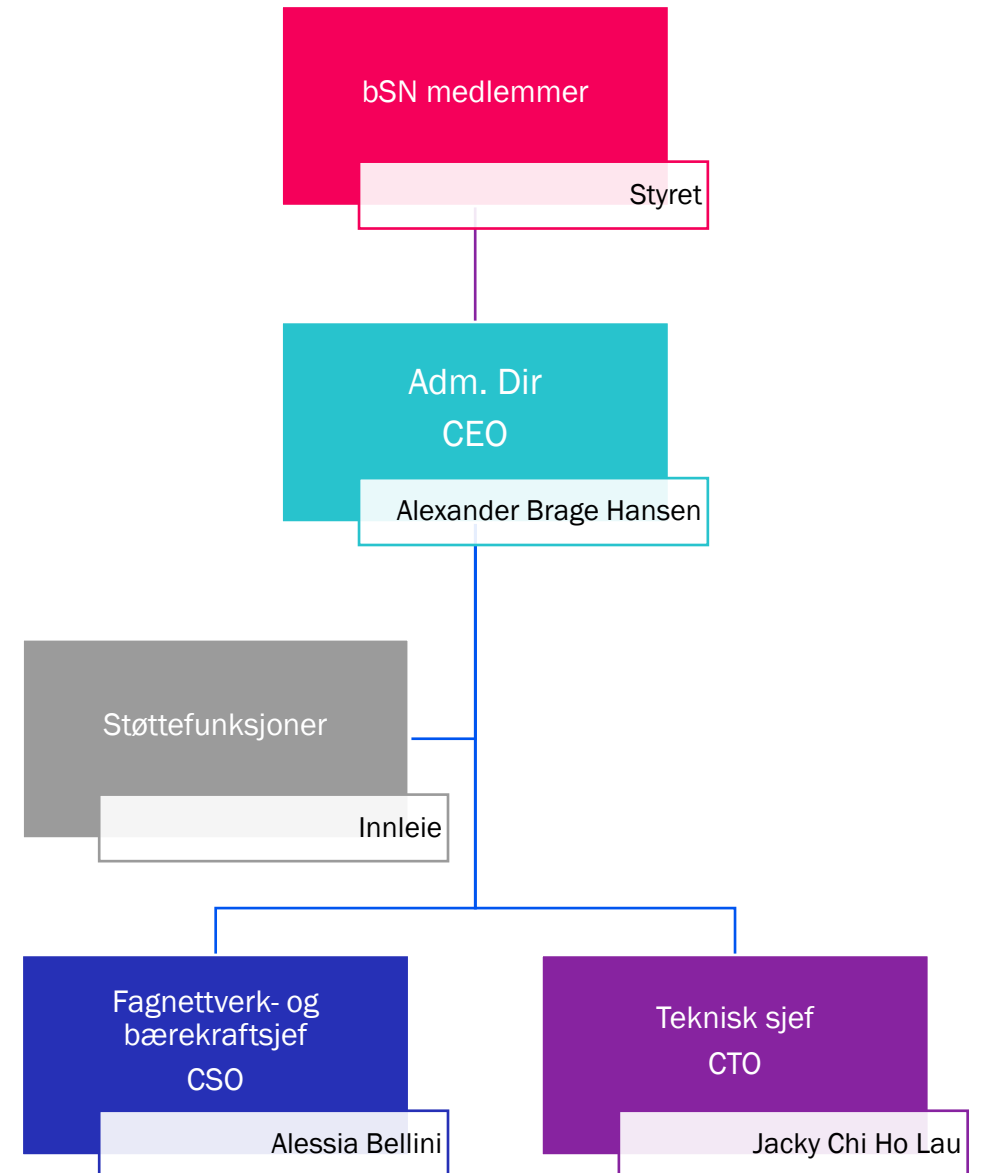 bSN medlemmer
Styret
Adm. Dir
CEO
Alexander Brage Hansen
Støttefunksjoner
Innleie
Fagnettverk- og
bærekraftsjef
CSO
Alessia Bellini
Teknisk sjef
CTO
Jacky Chi Ho Lau